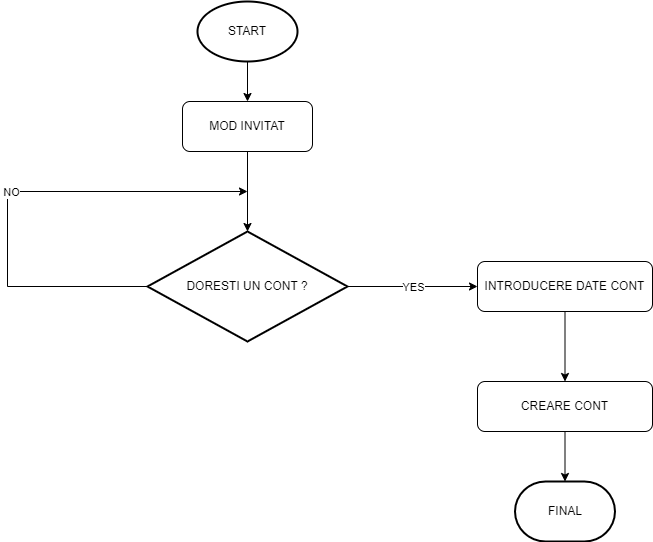 START
MOD INVITAT
NO
DORESTI UN CONT ?
YES
INTRODUCERE DATE CONT
CREARE CONT
FINAL